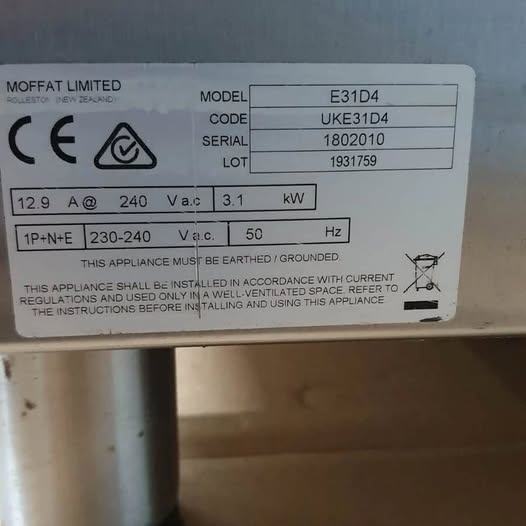 MOFFAT LIMITED
ROLLESTON (NEW ZEALAND)
CE
MODEL E31D4
CODE UKE31D4
SERIAL 1802010
LOT 1931759
12.9 A@ 240 V a.c 3.1 kW
1P+N+E 230-240 V a.c. 50 Hz
THIS APPLIANCE MUST BE EARTHED / GROUNDED.
THIS APPLIANCE SHALL BE INSTALLED IN ACCORDANCE WITH CURRENT
REGULATIONS AND USED ONLY IN A WELL-VENTILATED SPACE. REFER TO
THE INSTRUCTIONS BEFORE INSTALLING AND USING THIS APPLIANCE